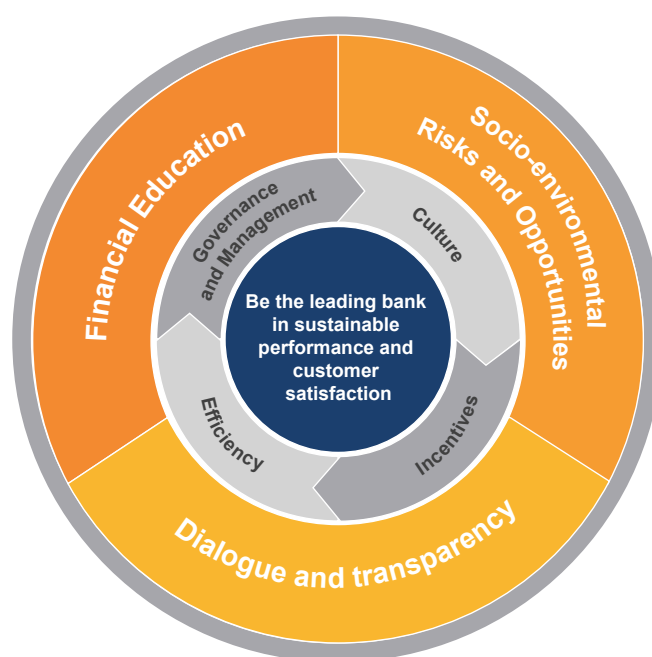 Financial Education
Socio-environmental
Risks and Opportunities
Governance
and Management
Culture
Be the leading bank
in sustainable
performance and
customer
satisfaction
Efficiency
Incentives
Dialogue and transparency